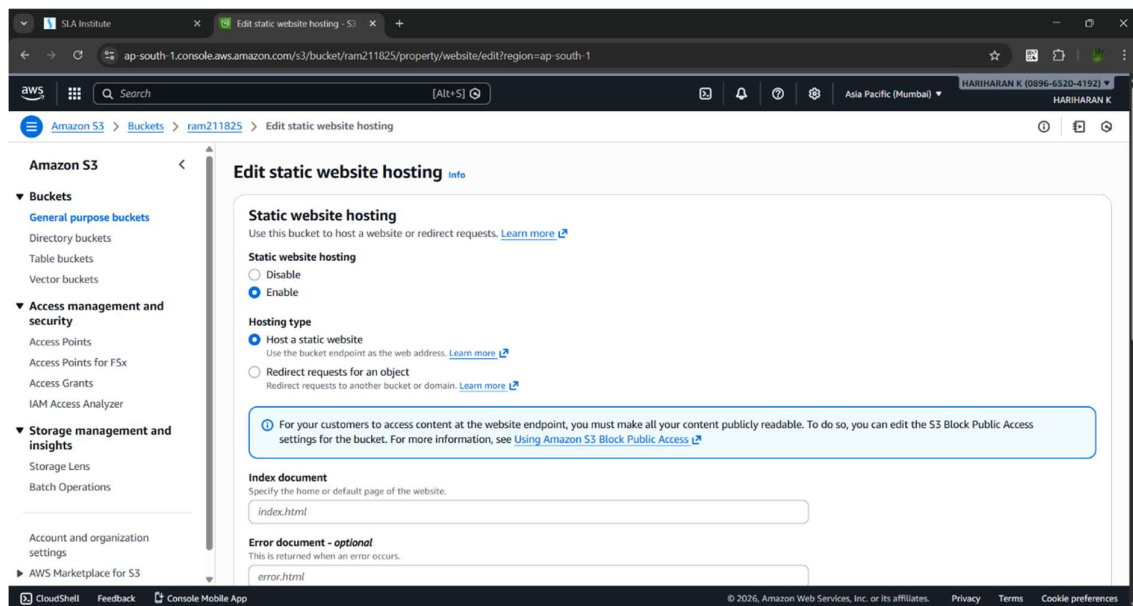 SLA Institute
Edit static website hosting - S3
ap-south-1.console.aws.amazon.com/s3/bucket/ram211825/property/website/edit?region=ap-south-1
aws
Search
[Alt+S]
Asia Pacific (Mumbai)
HARIHARAN K (0896-6520-4192)
HARIHARAN K
Amazon S3 > Buckets > ram211825 > Edit static website hosting
Amazon S3
Buckets
General purpose buckets
Directory buckets
Table buckets
Vector buckets
Access management and
security
Access Points
Access Points for FSx
Access Grants
IAM Access Analyzer
Storage management and
insights
Storage Lens
Batch Operations
Account and organization
settings
AWS Marketplace for S3
Edit static website hosting Info
Static website hosting
Use this bucket to host a website or redirect requests. Learn more
Static website hosting
Disable
Enable
Hosting type
Host a static website
Use the bucket endpoint as the web address. Learn more
Redirect requests for an object
Redirect requests to another bucket or domain. Learn more
For your customers to access content at the website endpoint, you must make all your content publicly readable. To do so, you can edit the S3 Block Public Access
settings for the bucket. For more information, see Using Amazon S3 Block Public Access
Index document
Specify the home or default page of the website.
index.html
Error document - optional
This is returned when an error occurs.
error.html
CloudShell Feedback Console Mobile App
© 2026, Amazon Web Services, Inc. or its affiliates. Privacy Terms Cookie preferences